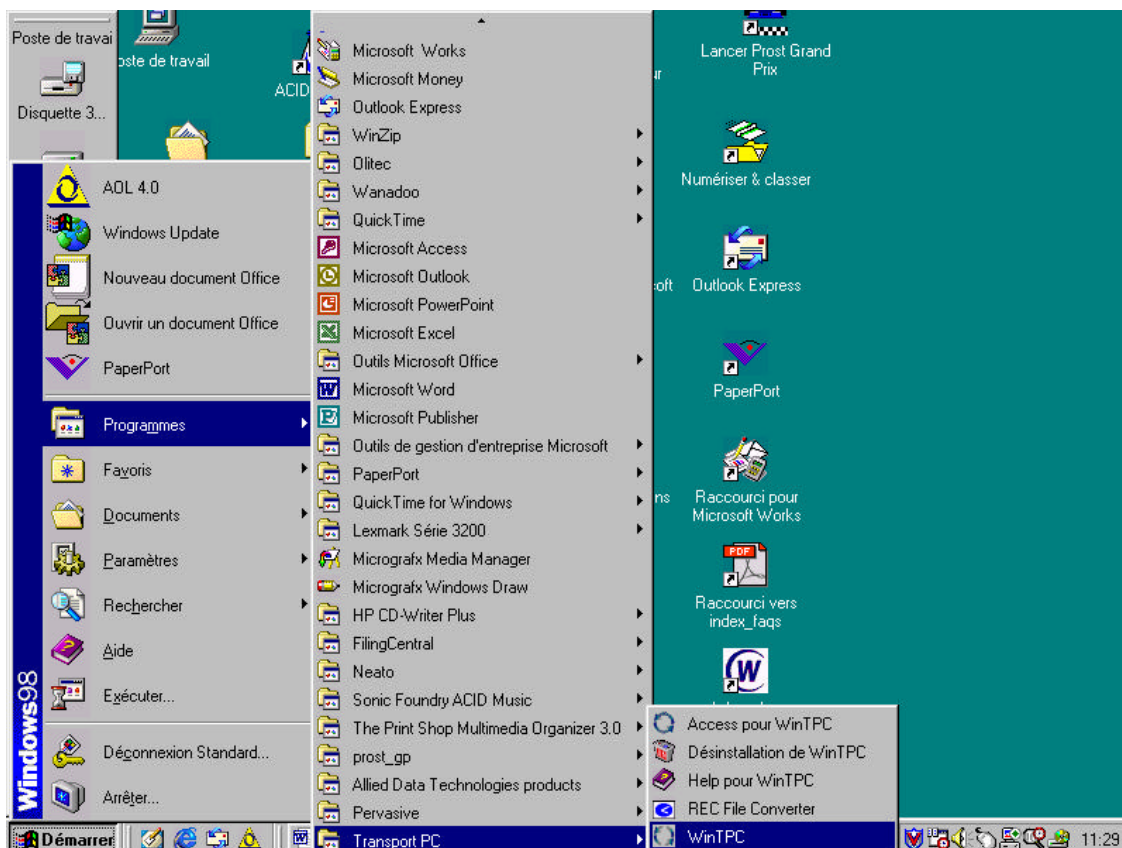 Poste de travai
Disquette 3...
oste de travail
ACID
AOL 4.0
Windows Update
Nouveau document Office
Ouvrir un document Office
PaperPort
Programmes
Favoris
Documents
Paramètres
Rechercher
Aide
Exécuter...
Déconnexion Standard...
Arrêter...
Windows98
Microsoft Works
Microsoft Money
Outlook Express
WinZip
Olitec
Wanadoo
QuickTime
Microsoft Access
Microsoft Outlook
Microsoft PowerPoint
Microsoft Excel
Outils Microsoft Office
Microsoft Word
Microsoft Publisher
Outils de gestion d'entreprise Microsoft
PaperPort
QuickTime for Windows
Lexmark Série 3200
Micrografx Media Manager
Micrografx Windows Draw
HP CD-Writer Plus
FilingCentral
Neato
Sonic Foundry ACID Music
The Print Shop Multimedia Organizer 3.0
prost_gp
Allied Data Technologies products
Pervasive
Transport PC
Access pour WinTPC
Désinstallation de WinTPC
Help pour WinTPC
REC File Converter
WinTPC
Lancer Prost Grand
Prix
ur
Numériser & classer
oft
Outlook Express
PaperPort
ns
Raccourci pour
Microsoft Works
PDF
Raccourci vers
index_faqs
W
Démarrer
11:29